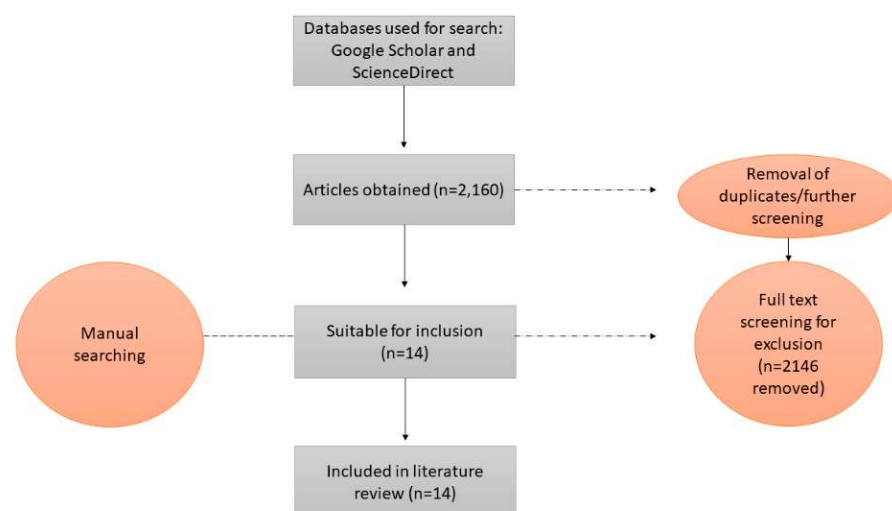 Databases used for search:
Google Scholar and
ScienceDirect
Articles obtained (n=2,160)
Removal of
duplicates/further
screening
Manual
searching
Suitable for inclusion
(n=14)
Full text
screening for
exclusion
(n=2146
removed)
Included in literature
review (n=14)